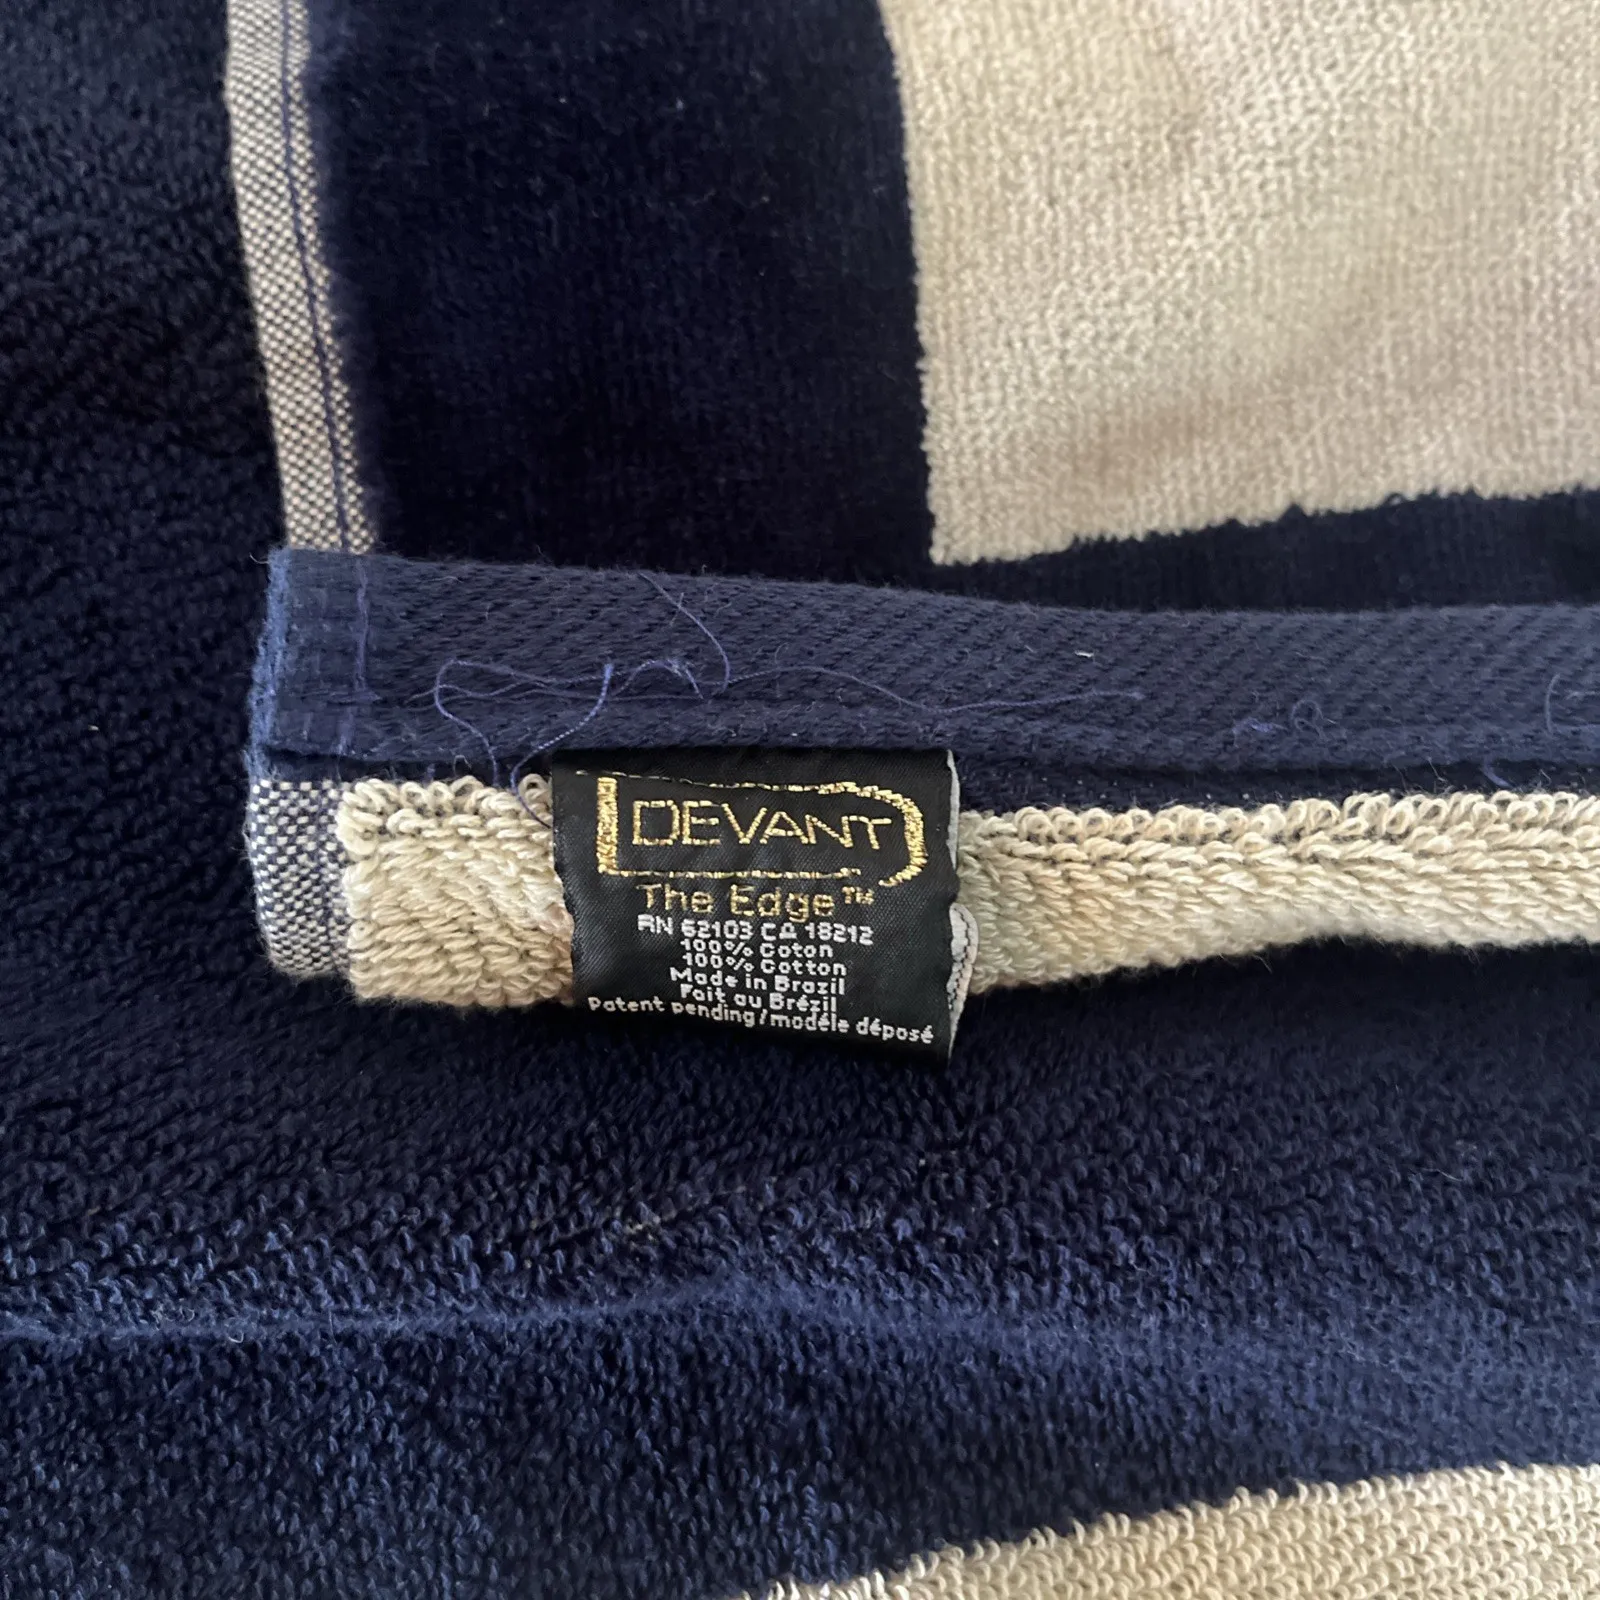 DEVANT
The Edge™
RN 62103 CA 18212
100% Coton
100% Cotton
Made in Brazil
Fait au Brézil
Patent pending/modéle déposé